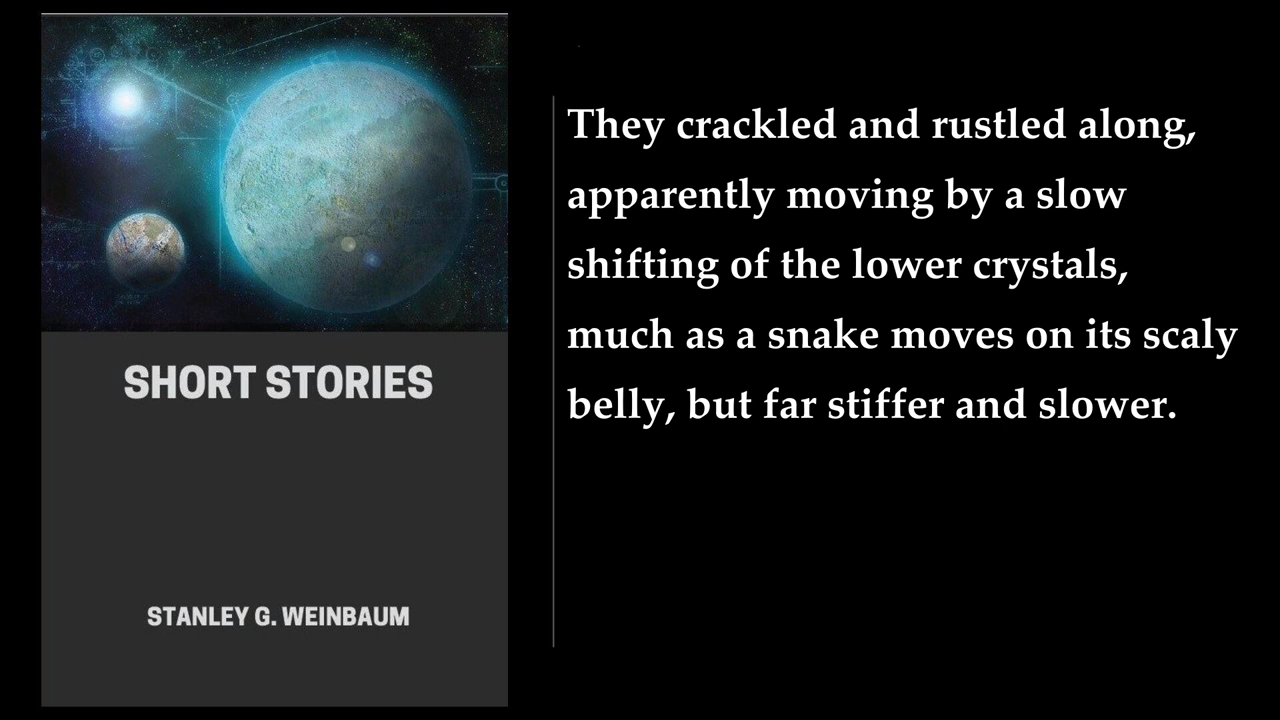 SHORT STORIES
STANLEY G. WEINBAUM
They crackled and rustled along,
apparently moving by a slow
shifting of the lower crystals,
much as a snake moves on its scaly
belly, but far stiffer and slower.